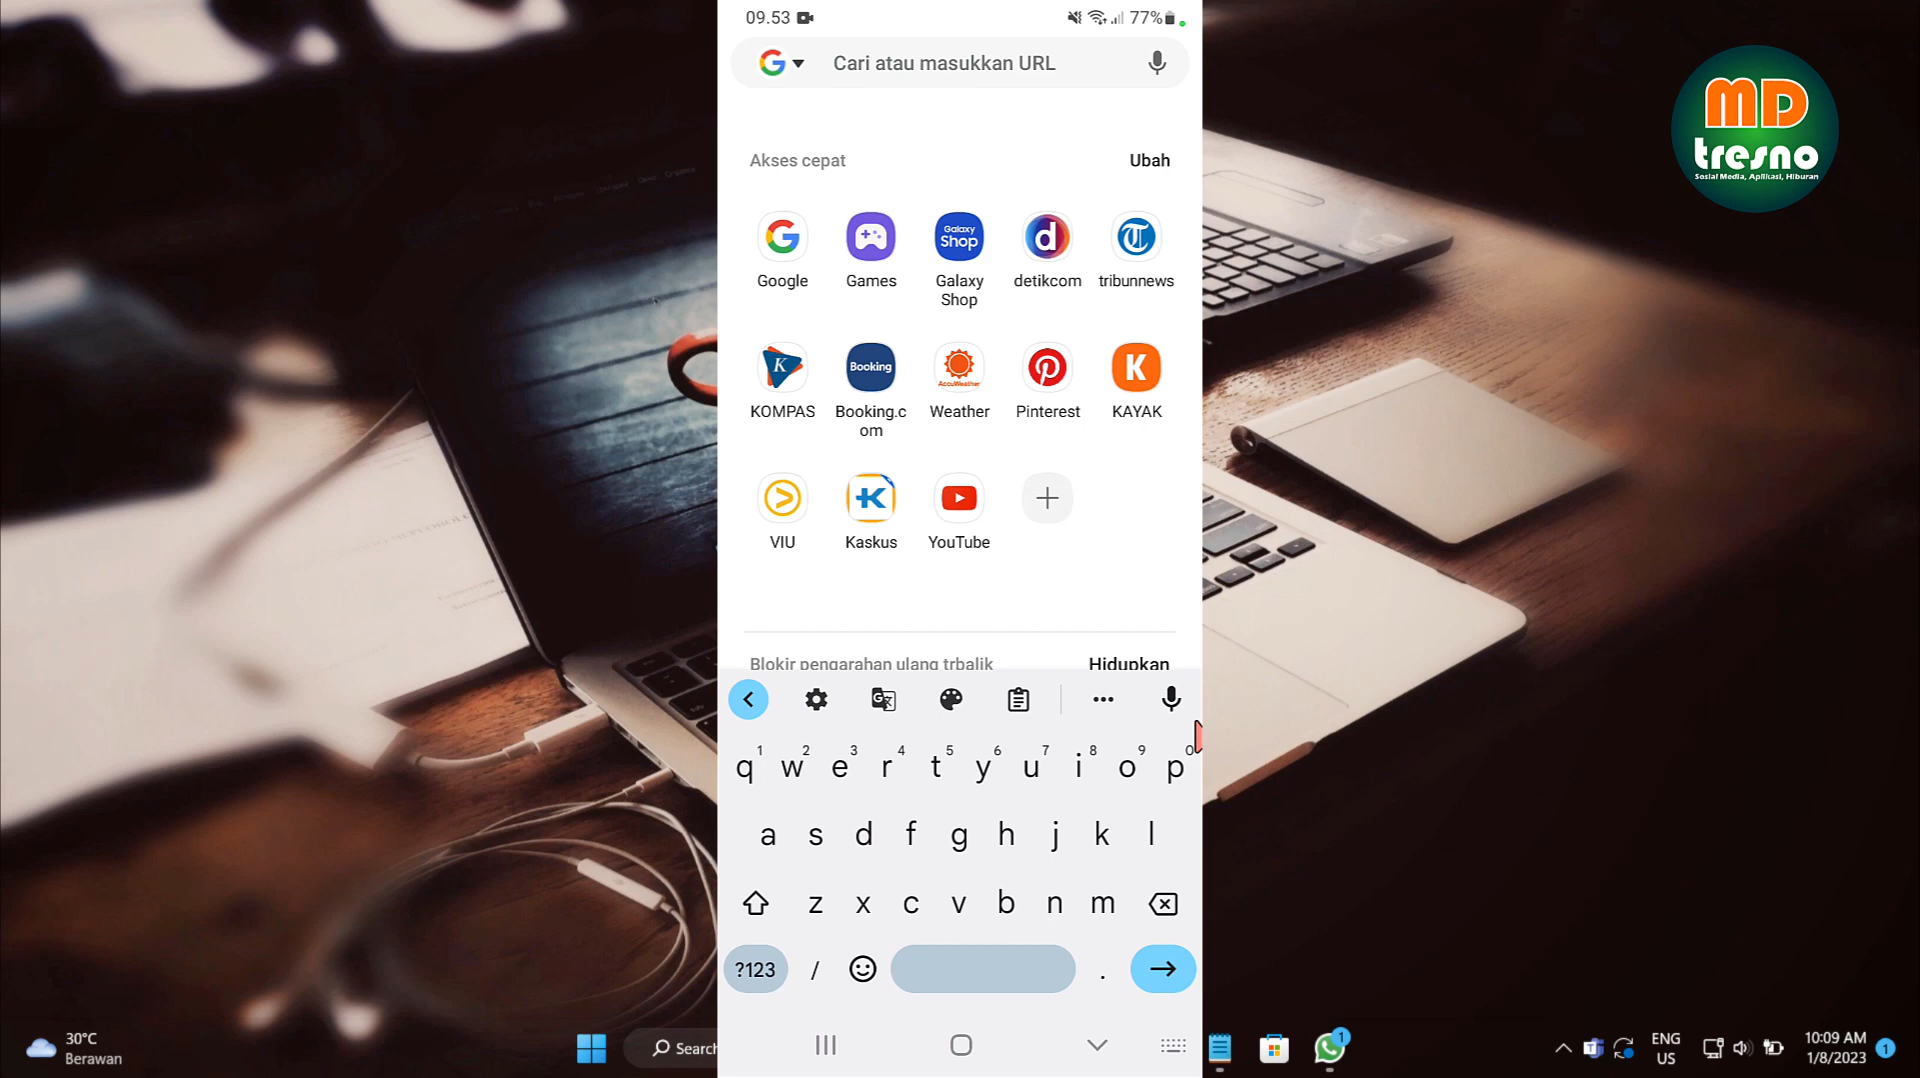 09.53
77%
Cari atau masukkan URL
MD
tresno
Sosial Media, Aplikasi, Hiburan
Akses cepat
Ubah
Galaxy
Shop
d
Google
Games
Galaxy
Shop
detikcom
tribunnews
K
Booking
AccuWeather
K
KOMPAS
Booking.c
om
Weather
Pinterest
KAYAK
VIU
Kaskus
YouTube
Blokir pengarahan ulang trbalik
Hidupkan
1 2 3 4 5 6 7 8 9 0
q w e r t y u i o p
a s d f g h j k l
z x c v b n m
?123 / .
30°C
Berawan
Search
1
ENG
US
10:09 AM
1/8/2023
1